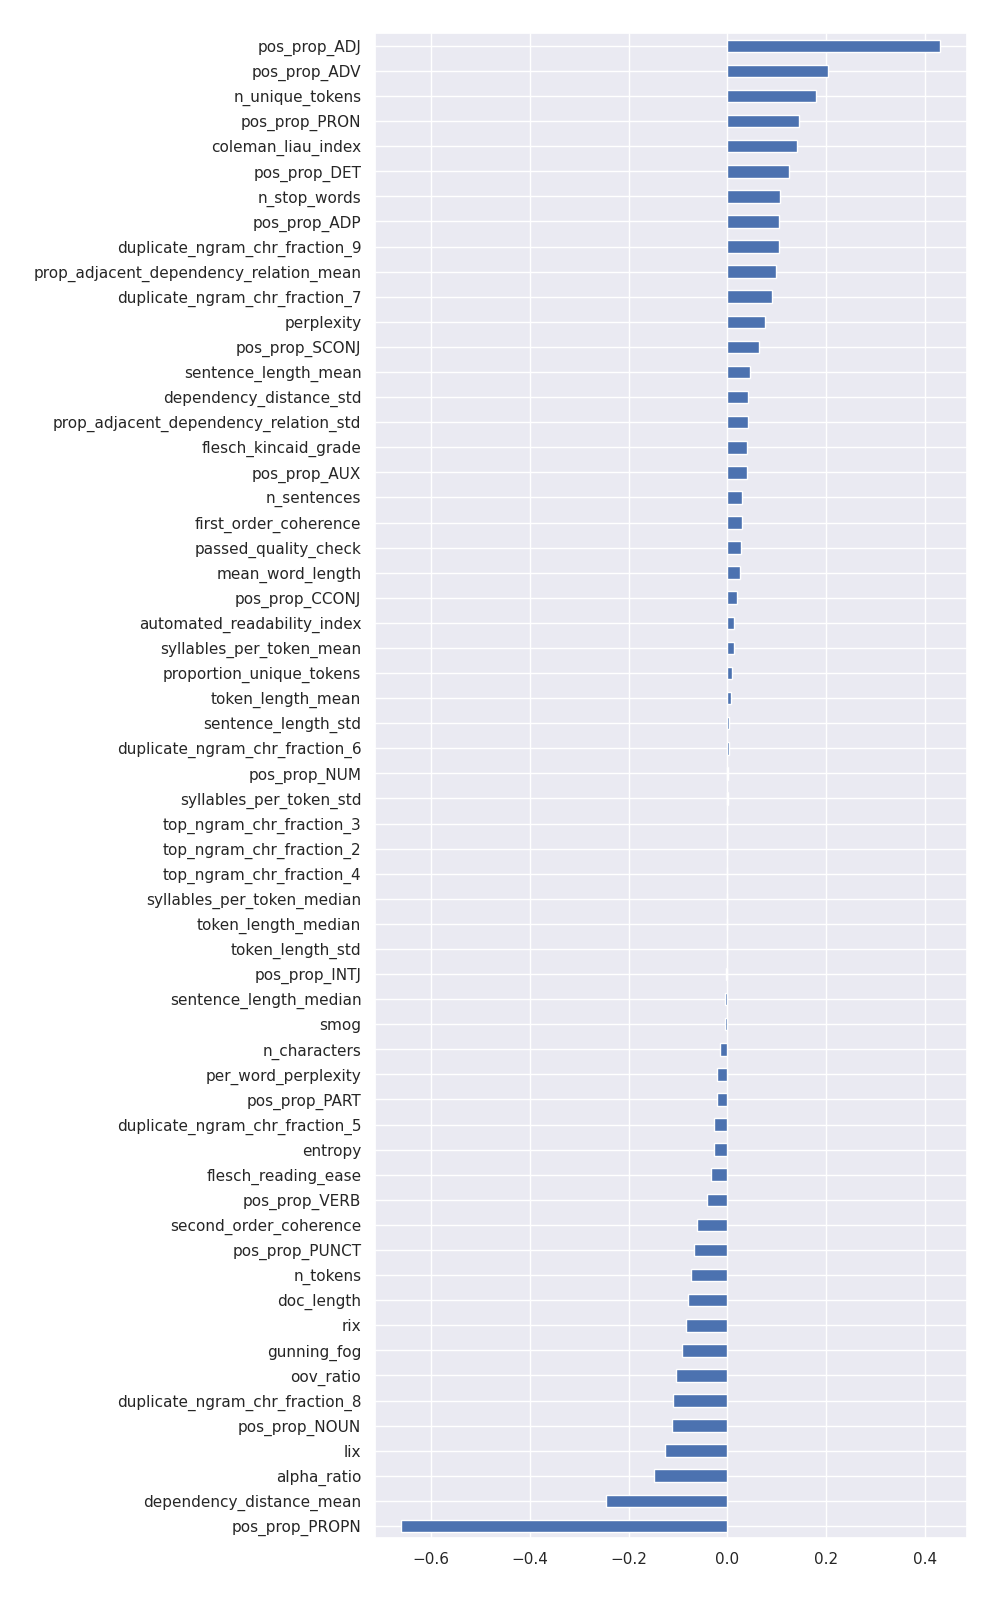 pos_prop_ADJ
pos_prop_ADV
n_unique_tokens
pos_prop_PRON
coleman_liau_index
pos_prop_DET
n_stop_words
pos_prop_ADP
duplicate_ngram_chr_fraction_9
prop_adjacent_dependency_relation_mean
duplicate_ngram_chr_fraction_7
perplexity
pos_prop_SCONJ
sentence_length_mean
dependency_distance_std
prop_adjacent_dependency_relation_std
flesch_kincaid_grade
pos_prop_AUX
n_sentences
first_order_coherence
passed_quality_check
mean_word_length
pos_prop_CCONJ
automated_readability_index
syllables_per_token_mean
proportion_unique_tokens
token_length_mean
sentence_length_std
duplicate_ngram_chr_fraction_6
pos_prop_NUM
syllables_per_token_std
top_ngram_chr_fraction_3
top_ngram_chr_fraction_2
top_ngram_chr_fraction_4
syllables_per_token_median
token_length_median
token_length_std
pos_prop_INTJ
sentence_length_median
smog
n_characters
per_word_perplexity
pos_prop_PART
duplicate_ngram_chr_fraction_5
entropy
flesch_reading_ease
pos_prop_VERB
second_order_coherence
pos_prop_PUNCT
n_tokens
doc_length
rix
gunning_fog
oov_ratio
duplicate_ngram_chr_fraction_8
pos_prop_NOUN
lix
alpha_ratio
dependency_distance_mean
pos_prop_PROPN
−0.6 −0.4 −0.2 0.0 0.2 0.4